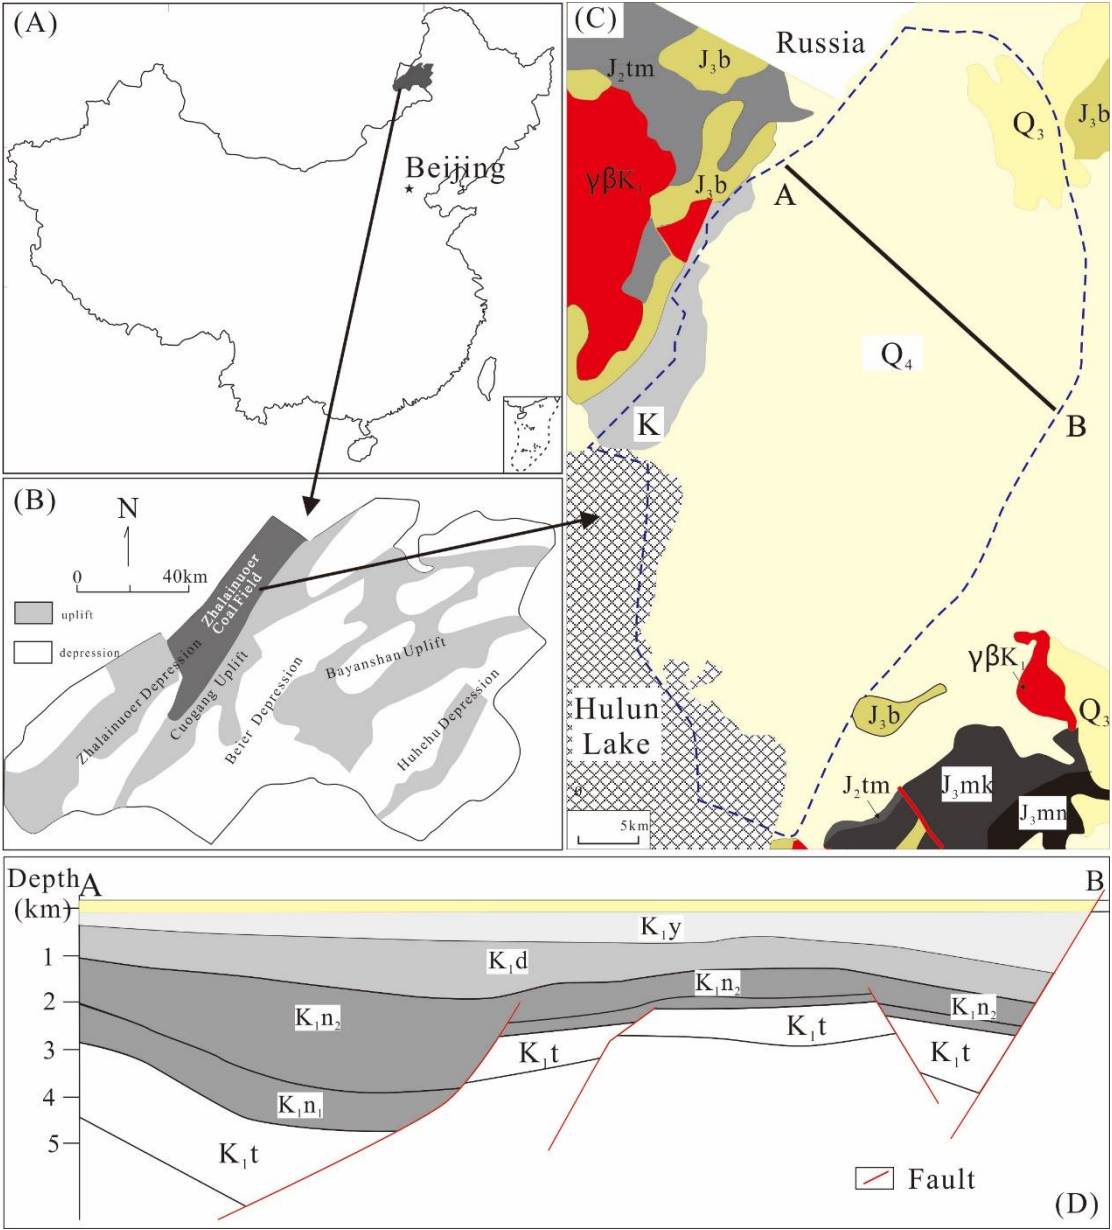 (A)
Beijing
(B)
N
0 40km
uplift
depression
Zhalainuoer
Coal Field
Zhalainuoer Depression
Cuogang Uplift
Beier Depression
Bayanshan Uplift
Huhehu Depression
(C)
Russia
J₃b
J₂tm
Q₃
J₃b
γβK₁
J₃b
A
Q₄
B
K
γβK₁
Q₃
J₃b
Hulun
Lake
J₂tm
J₃mk
J₃mn
0
5km
Depth
(km)
A
B
K₁y
1
K₁d
2
K₁n₂
K₁n₂
K₁n₂
3
K₁t
K₁t
K₁t
4
K₁n₁
5
K₁t
Fault
(D)